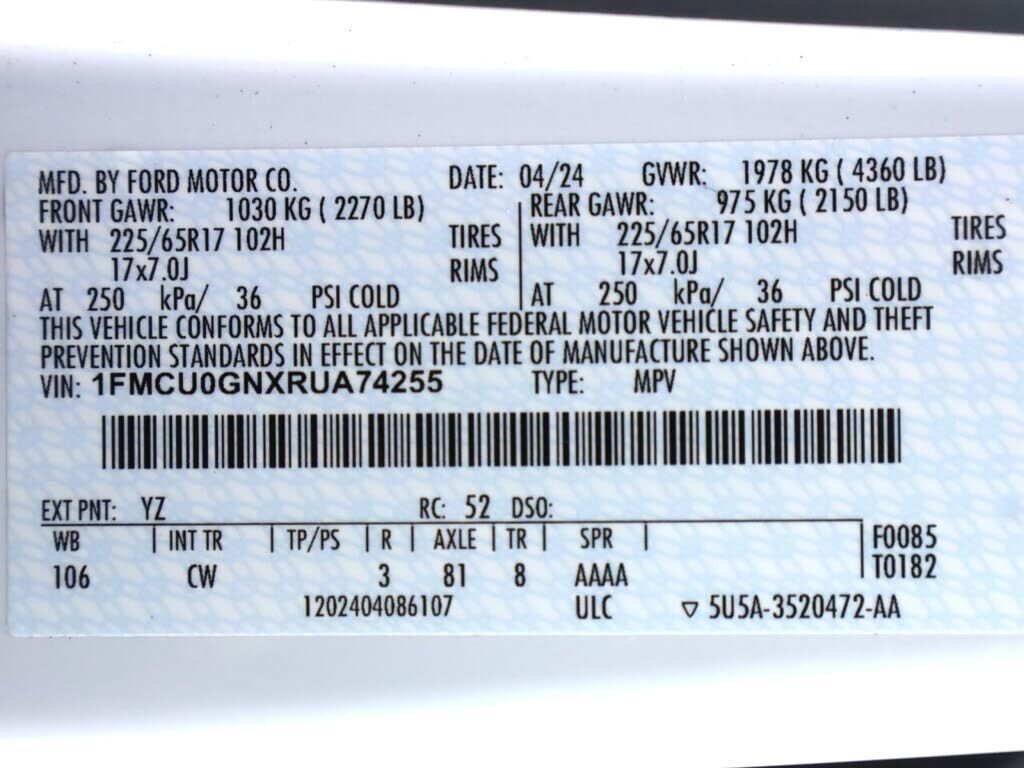 MFD. BY FORD MOTOR CO. DATE: 04/24 GVWR: 1978 KG ( 4360 LB)
FRONT GAWR: 1030 KG ( 2270 LB) REAR GAWR: 975 KG ( 2150 LB)
WITH 225/65R17 102H TIRES WITH 225/65R17 102H TIRES
17x7.0J RIMS 17x7.0J RIMS
AT 250 kPa/ 36 PSI COLD AT 250 kPa/ 36 PSI COLD
THIS VEHICLE CONFORMS TO ALL APPLICABLE FEDERAL MOTOR VEHICLE SAFETY AND THEFT
PREVENTION STANDARDS IN EFFECT ON THE DATE OF MANUFACTURE SHOWN ABOVE.
VIN: 1FMCU0GNXRUA74255 TYPE: MPV
EXT PNT: YZ RC: 52 DSO:
WB | INT TR | TP/PS | R | AXLE | TR | SPR | F0085
106 CW 3 81 8 AAAA T0182
1202404086107 ULC ▽ 5U5A-3520472-AA